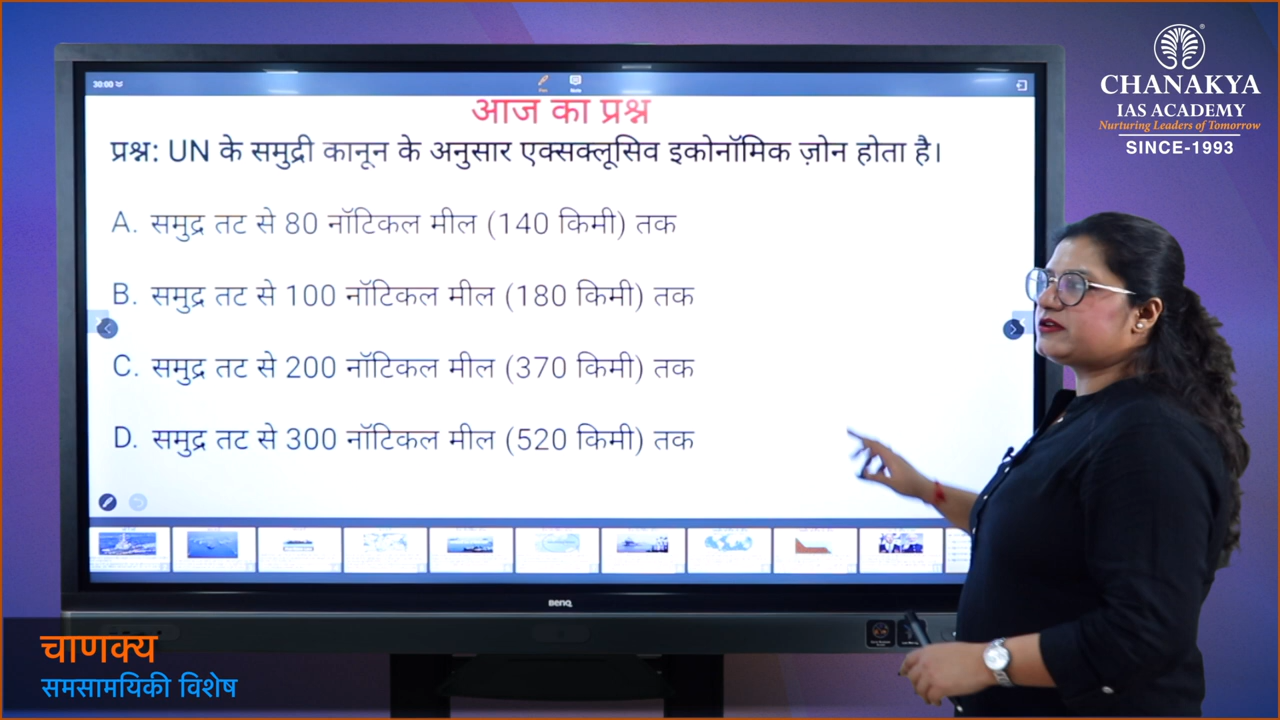 CHANAKYA
IAS ACADEMY
Nurturing Leaders of Tomorrow
SINCE-1993
30:00
आज का प्रश्न
प्रश्न: UN के समुद्री कानून के अनुसार एक्सक्लूसिव इकोनॉमिक ज़ोन होता है।
A. समुद्र तट से 80 नॉटिकल मील (140 किमी) तक
B. समुद्र तट से 100 नॉटिकल मील (180 किमी) तक
C. समुद्र तट से 200 नॉटिकल मील (370 किमी) तक
D. समुद्र तट से 300 नॉटिकल मील (520 किमी) तक
BenQ
चाणक्य
समसामयिकी विशेष